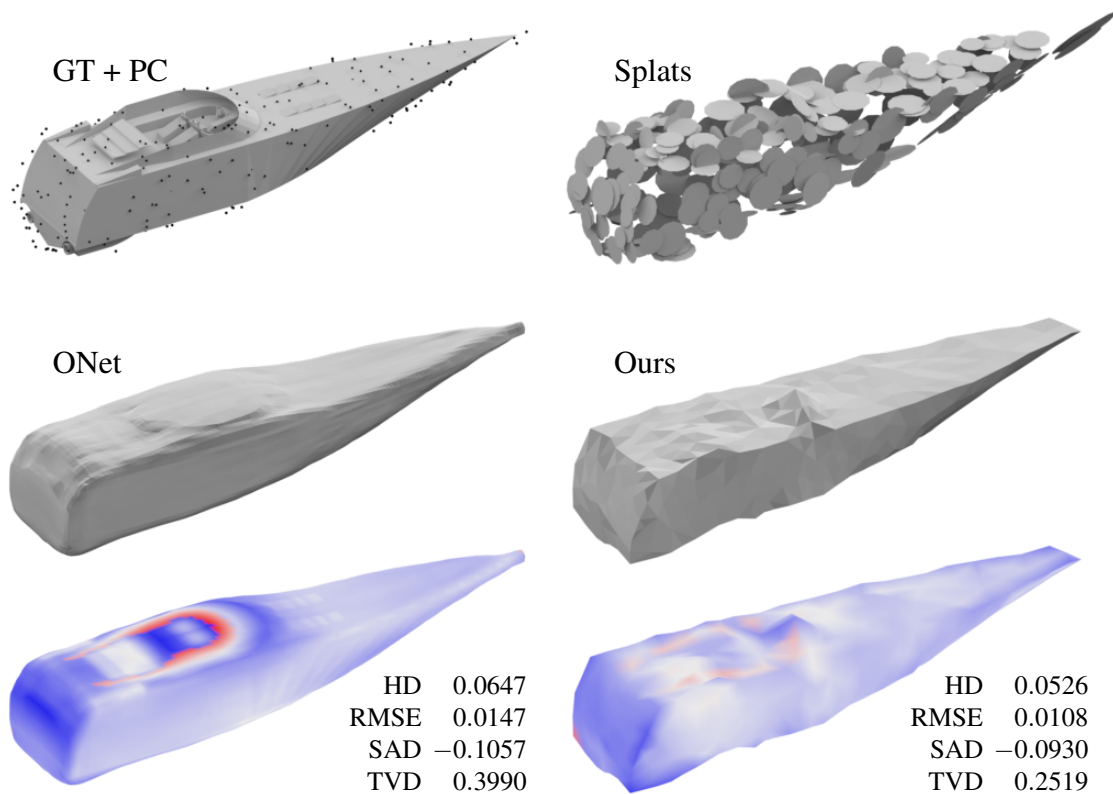 GT + PC
Splats
ONet
Ours
HD 0.0647
RMSE 0.0147
SAD −0.1057
TVD 0.3990
HD 0.0526
RMSE 0.0108
SAD −0.0930
TVD 0.2519